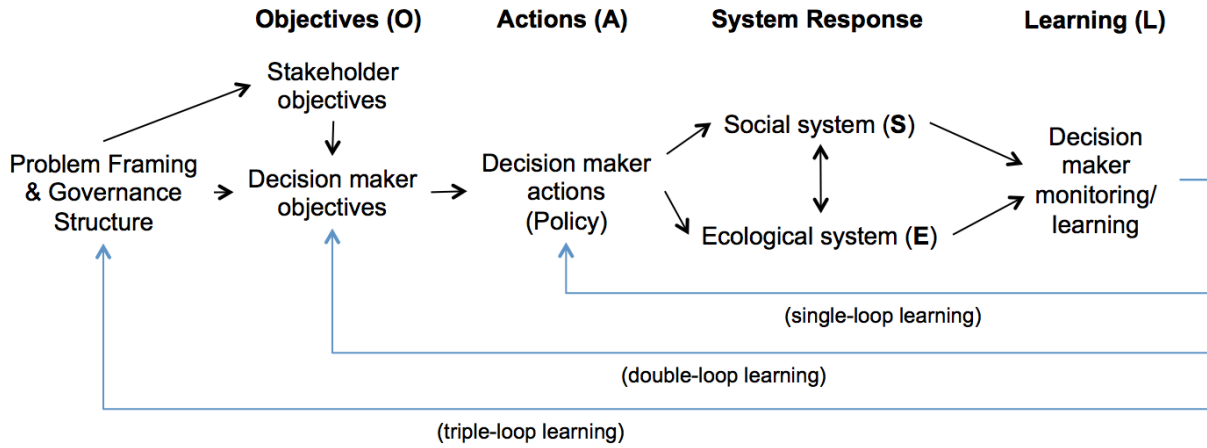 Objectives (O)
Actions (A)
System Response
Learning (L)
Stakeholder
objectives
Problem Framing
& Governance
Structure
Decision maker
objectives
Decision maker
actions
(Policy)
Social system (S)
Ecological system (E)
Decision
maker
monitoring/
learning
(single-loop learning)
(double-loop learning)
(triple-loop learning)